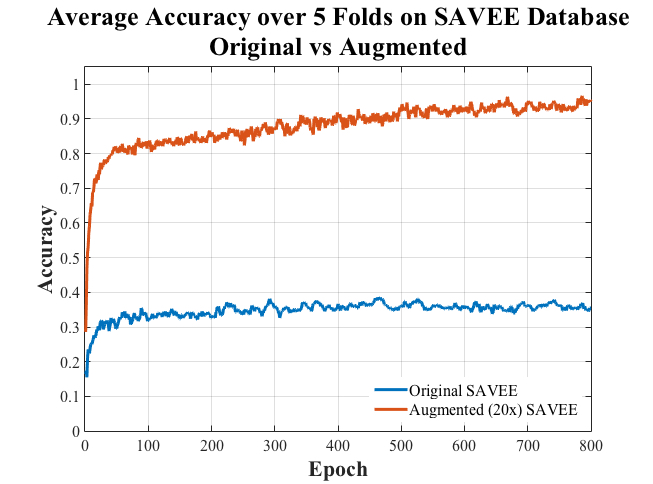 Average Accuracy over 5 Folds on SAVEE Database
Original vs Augmented
1
0.9
0.8
0.7
0.6
0.5
0.4
0.3
0.2
0.1
0
Accuracy
Original SAVEE
Augmented (20x) SAVEE
0 100 200 300 400 500 600 700 800
Epoch